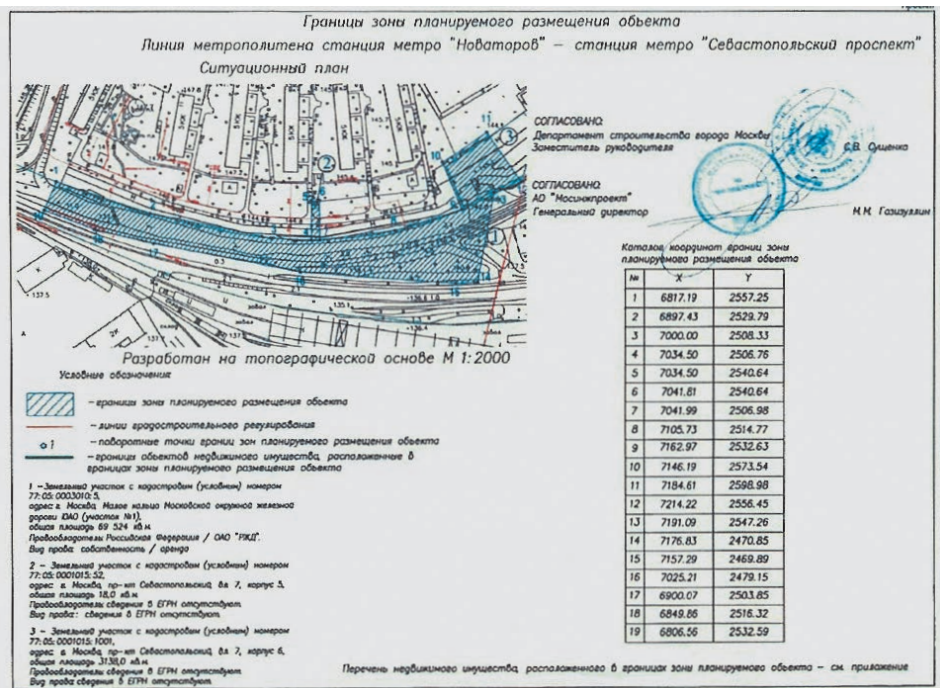 Границы зоны планируемого размещения объекта
Линия метрополитена станция метро "Новаторов" – станция метро "Севастопольский проспект"
Ситуационный план
СОГЛАСОВАНО:
Департамент строительства города Москвы
Заместитель руководителя С.В. Сущенко
СОГЛАСОВАНО:
АО "Мосинжпроект"
Генеральный директор М.М. Газизуллин
Разработан на топографической основе М 1:2000
Условные обозначения:
– границы зоны планируемого размещения объекта
– линии градостроительного регулирования
1 – поворотные точки границ зон планируемого размещения объекта
– границы объектов недвижимого имущества, расположенные в
границах зоны планируемого размещения объекта
1 – Земельный участок с кадастровым (условным) номером
77:05:0003010:5,
адрес: г. Москва, Малое кольцо Московской окружной железной
дороги ЮАО (участок №1),
общая площадь 69 524 кв.м.
Правообладатель: Российская Федерация / ОАО "РЖД".
Вид права: собственность / аренда
2 – Земельный участок с кадастровым (условным) номером
77:05:0001015:52,
адрес: г. Москва, пр-кт Севастопольский, вл. 7, корпус 5,
общая площадь 18,0 кв.м.
Правообладатель: сведения в ЕГРН отсутствуют.
Вид права: сведения в ЕГРН отсутствуют.
3 – Земельный участок с кадастровым (условным) номером
77:05:0001015:1001,
адрес: г. Москва, пр-кт Севастопольский, вл. 7, корпус 6,
общая площадь 3138,0 кв.м.
Правообладатель: сведения в ЕГРН отсутствуют.
Вид права: сведения в ЕГРН отсутствуют.
Каталог координат границ зоны
планируемого размещения объекта
№ X Y
1 6817.19 2557.25
2 6897.43 2529.79
3 7000.00 2508.33
4 7034.50 2506.76
5 7034.50 2540.64
6 7041.81 2540.64
7 7041.99 2506.98
8 7105.73 2514.77
9 7162.97 2532.63
10 7146.19 2573.54
11 7184.61 2598.98
12 7214.22 2556.45
13 7191.09 2547.26
14 7176.83 2470.85
15 7157.29 2469.89
16 7025.21 2479.15
17 6900.07 2503.85
18 6849.86 2516.32
19 6806.56 2532.59
Перечень недвижимого имущества, расположенного в границах зоны планируемого объекта – см. приложение